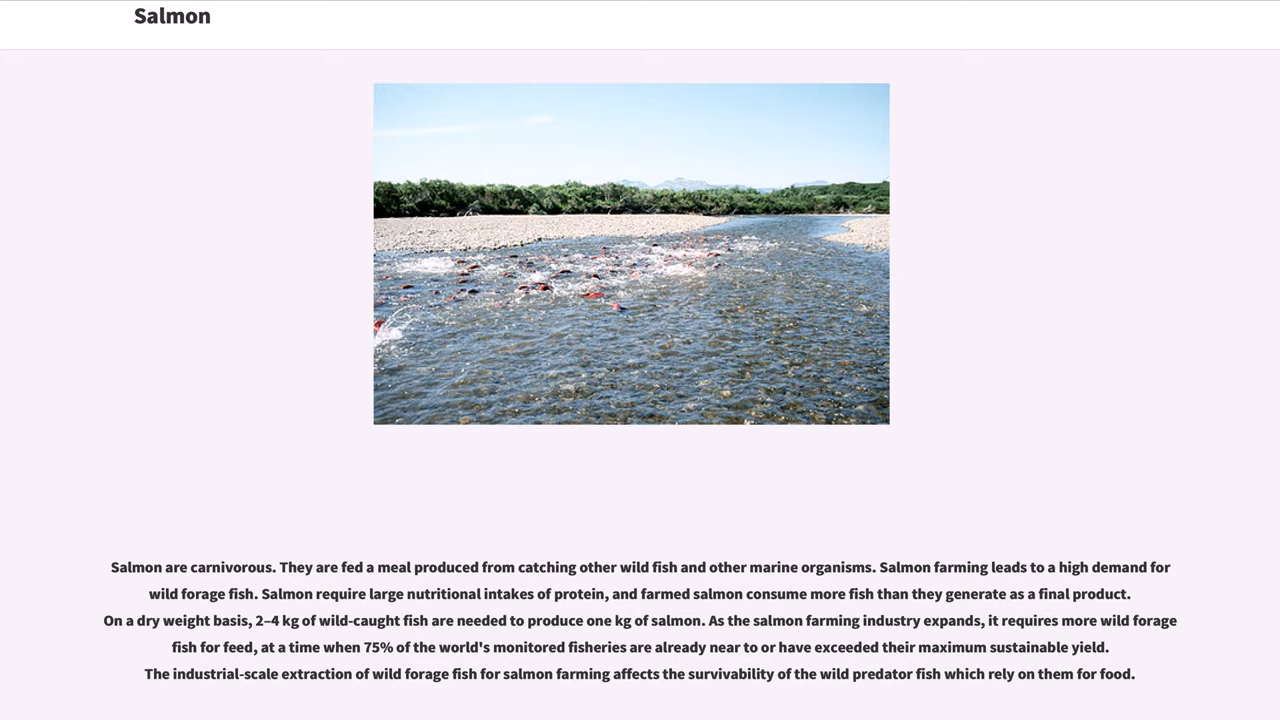 Salmon
Salmon are carnivorous. They are fed a meal produced from catching other wild fish and other marine organisms. Salmon farming leads to a high demand for
wild forage fish. Salmon require large nutritional intakes of protein, and farmed salmon consume more fish than they generate as a final product.
On a dry weight basis, 2–4 kg of wild-caught fish are needed to produce one kg of salmon. As the salmon farming industry expands, it requires more wild forage
fish for feed, at a time when 75% of the world's monitored fisheries are already near to or have exceeded their maximum sustainable yield.
The industrial-scale extraction of wild forage fish for salmon farming affects the survivability of the wild predator fish which rely on them for food.